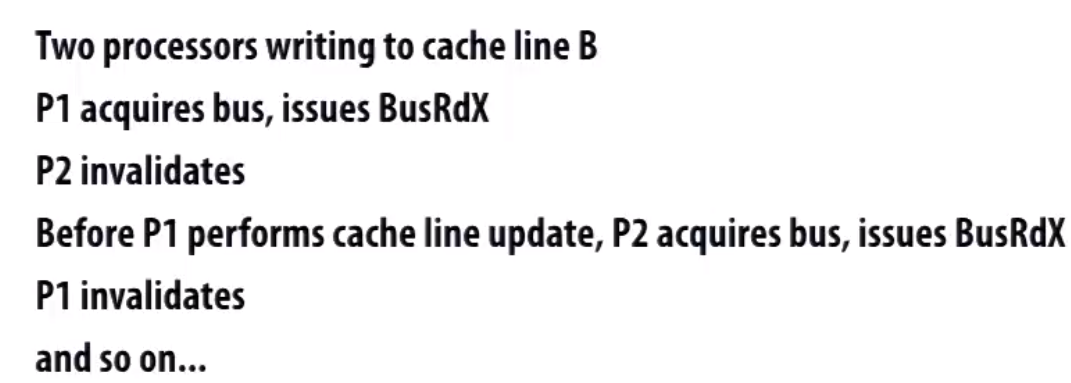 Two processors writing to cache line B
P1 acquires bus, issues BusRdX
P2 invalidates
Before P1 performs cache line update, P2 acquires bus, issues BusRdX
P1 invalidates
and so on...